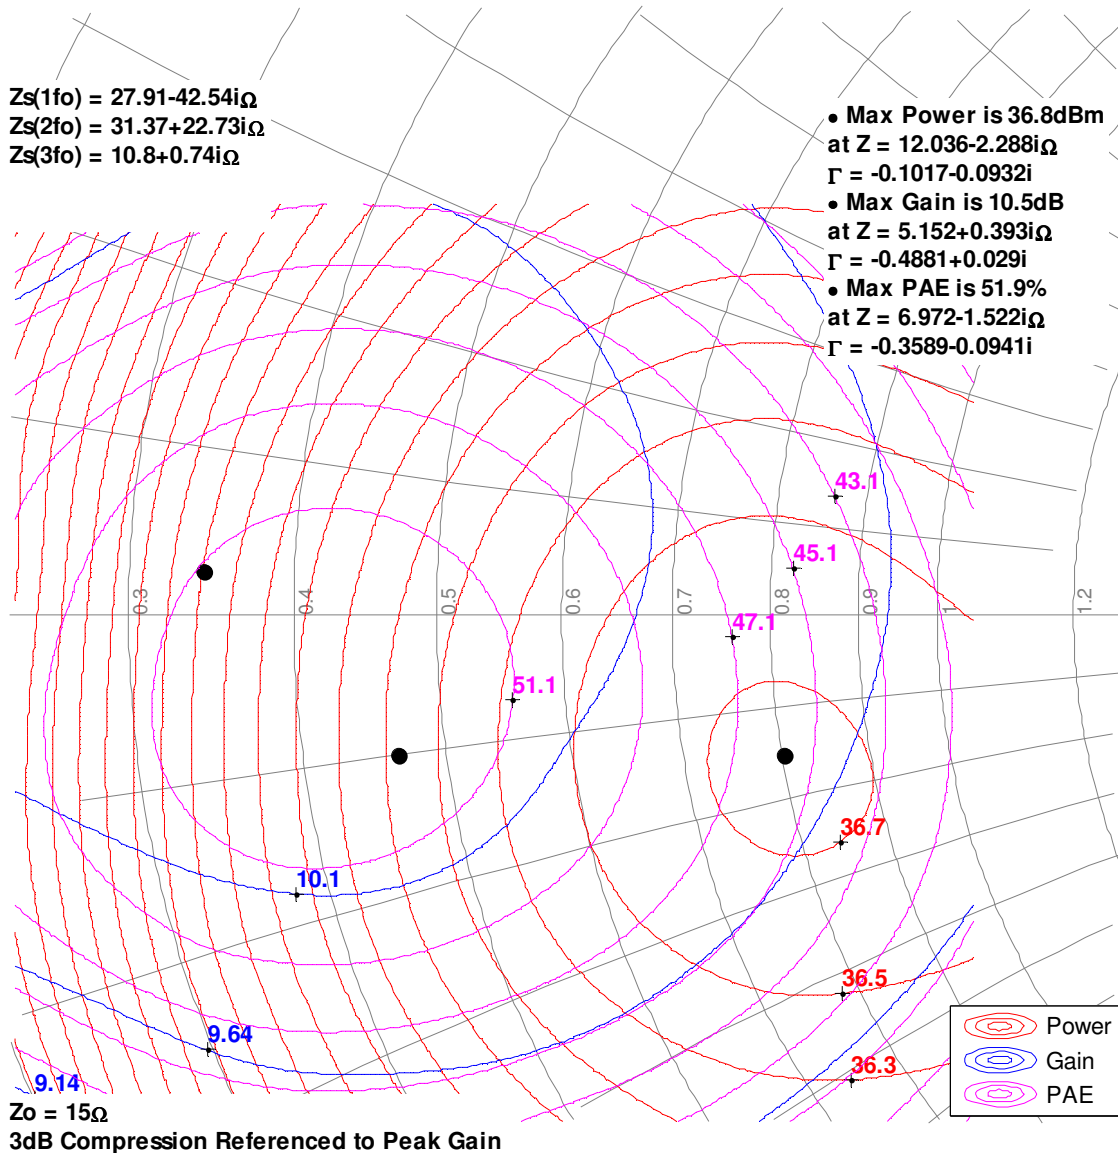 Zs(1fo) = 27.91-42.54iΩ
Zs(2fo) = 31.37+22.73iΩ
Zs(3fo) = 10.8+0.74iΩ
• Max Power is 36.8dBm
at Z = 12.036-2.288iΩ
Γ = -0.1017-0.0932i
• Max Gain is 10.5dB
at Z = 5.152+0.393iΩ
Γ = -0.4881+0.029i
• Max PAE is 51.9%
at Z = 6.972-1.522iΩ
Γ = -0.3589-0.0941i
43.1
45.1
0.3
0.4
0.5
0.6
0.7
0.8
0.9
1
1.2
47.1
51.1
36.7
10.1
36.5
9.64
36.3
9.14
Power
Gain
PAE
Zo = 15Ω
3dB Compression Referenced to Peak Gain